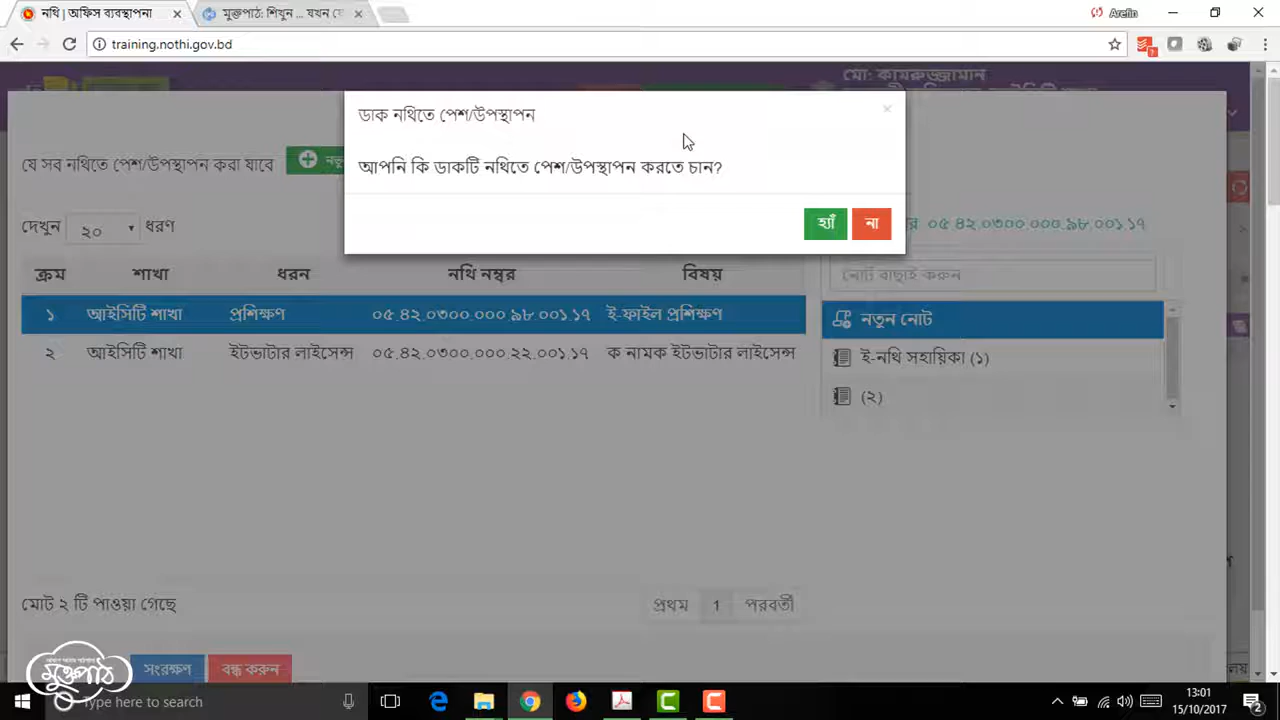 নথি | অফিস ব্যবস্থাপনা
মুক্তপাঠ: শিখুন ... যখন যে
Arefin
training.nothi.gov.bd
মো: কামরুজ্জামান
ডাক নথিতে পেশ/উপস্থাপন
আপনি কি ডাকটি নথিতে পেশ/উপস্থাপন করতে চান?
হ্যাঁ
না
যে সব নথিতে পেশ/উপস্থাপন করা যাবে
দেখুন ২০ ধরণ
০৫.৪২.০৩০০.০০০.৯৮.০০১.১৭
ক্রম শাখা ধরন নথি নম্বর বিষয়
নোট বাছাই করুন
১ আইসিটি শাখা প্রশিক্ষণ ০৫.৪২.০৩০০.০০০.৯৮.০০১.১৭ ই-ফাইল প্রশিক্ষণ
নতুন নোট
২ আইসিটি শাখা ইটভাটার লাইসেন্স ০৫.৪২.০৩০০.০০০.২২.০০১.১৭ ক নামক ইটভাটার লাইসেন্স
ই-নথি সহায়িকা (১)
(২)
মোট ২ টি পাওয়া গেছে
প্রথম 1 পরবর্তী
সংরক্ষণ বন্ধ করুন
মুক্তপাঠ
Type here to search
13:01
15/10/2017
2